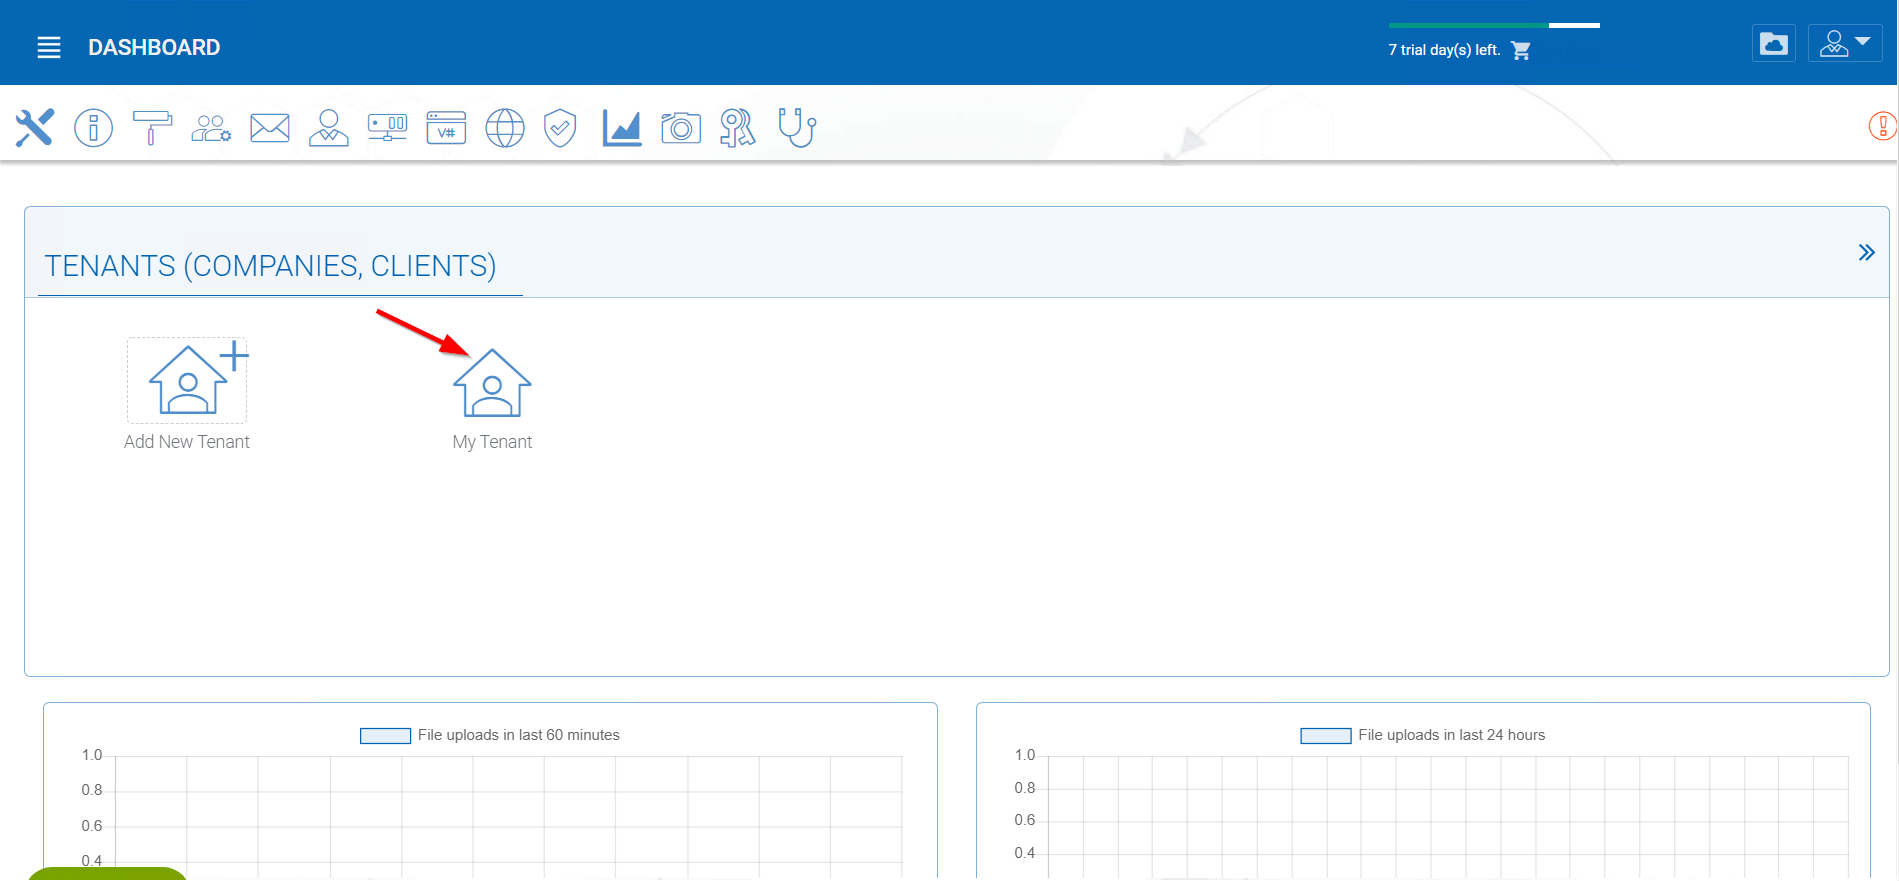 DASHBOARD
7 trial day(s) left.
V#
TENANTS (COMPANIES, CLIENTS)
Add New Tenant
My Tenant
File uploads in last 60 minutes
1.0
0.8
0.6
0.4
File uploads in last 24 hours
1.0
0.8
0.6
0.4